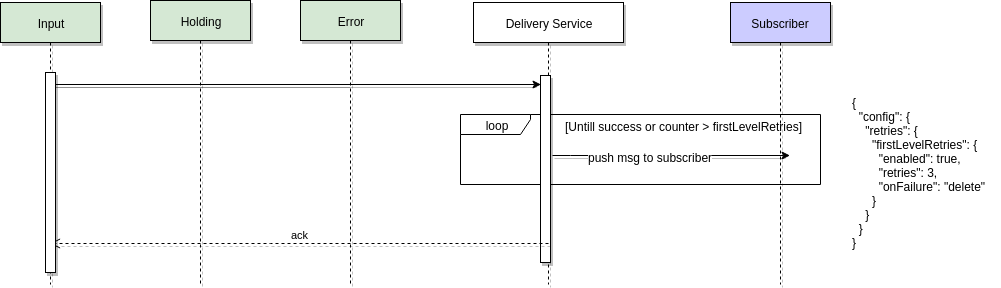 Input
Holding
Error
Delivery Service
Subscriber
loop
[Untill success or counter > firstLevelRetries]
push msg to subscriber
ack
{
"config": {
"retries": {
"firstLevelRetries": {
"enabled": true,
"retries": 3,
"onFailure": "delete"
}
}
}
}